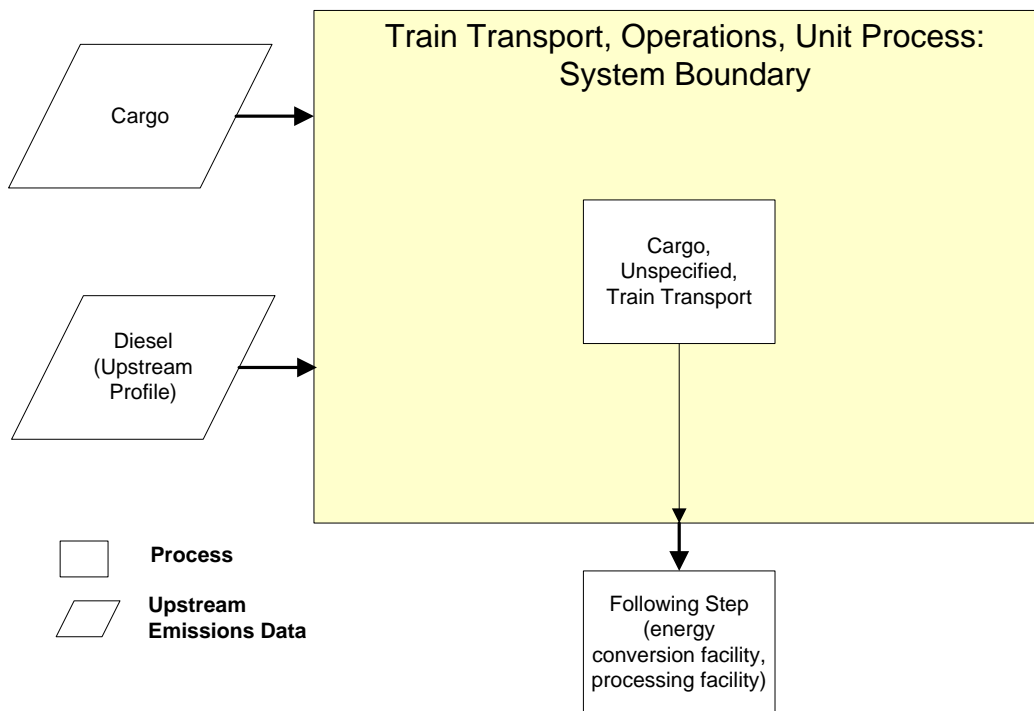 Train Transport, Operations, Unit Process:
System Boundary
Cargo
Cargo,
Unspecified,
Train Transport
Diesel
(Upstream
Profile)
Process
Upstream
Emissions Data
Following Step
(energy
conversion facility,
processing facility)